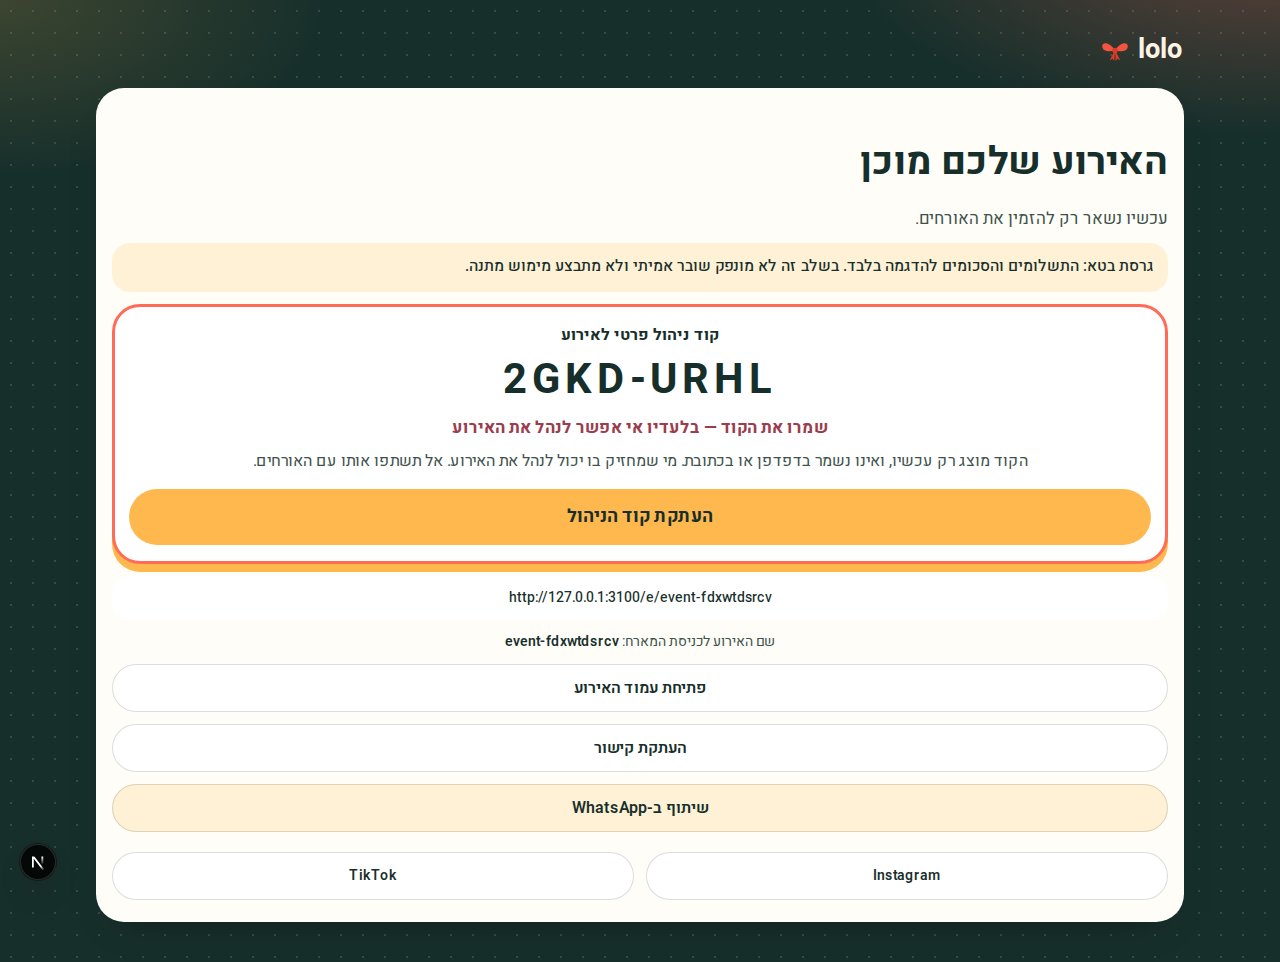 lolo
האירוע שלכם מוכן
עכשיו נשאר רק להזמין את האורחים.
גרסת בטא: התשלומים והסכומים להדגמה בלבד. בשלב זה לא מונפק שובר אמיתי ולא מתבצע מימוש מתנה.
קוד ניהול פרטי לאירוע
2GKD-URHL
שמרו את הקוד — בלעדיו אי אפשר לנהל את האירוע
הקוד מוצג רק עכשיו, ואינו נשמר בדפדפן או בכתובת. מי שמחזיק בו יכול לנהל את האירוע. אל תשתפו אותו עם האורחים.
העתקת קוד הניהול
http://127.0.0.1:3100/e/event-fdxwtdsrcv
שם האירוע לכניסת המארח: event-fdxwtdsrcv
פתיחת עמוד האירוע
העתקת קישור
שיתוף ב-WhatsApp
Instagram
TikTok
N